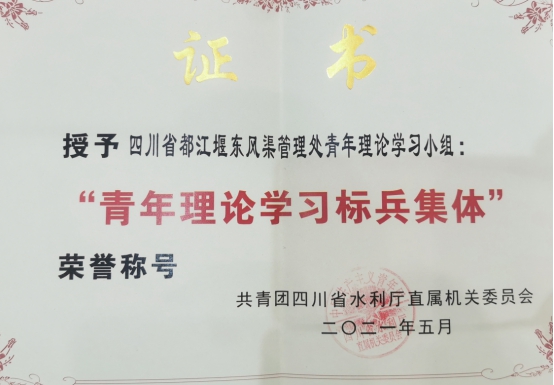 证书
授予 四川省都江堰东风渠管理处青年理论学习小组：
“青年理论学习标兵集体”
荣誉称号
共青团四川省水利厅直属机关委员会
二〇二一年五月